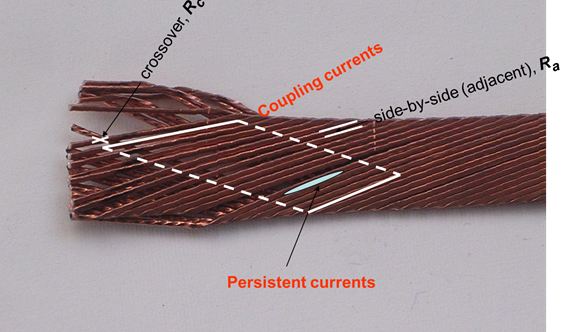 crossover, Rc
Coupling currents
side-by-side (adjacent), Ra
Persistent currents